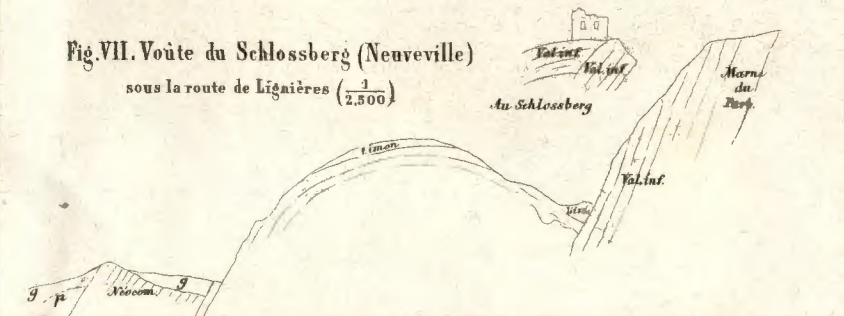 Fig. VII. Voûte du Schlossberg (Neuveville)
sous la route de Lignières (1/2,500)
Val. inf.
Val. inf.
Au Schlossberg
Marne
du
Limon
Val. inf.
g
p
Néocom.
g